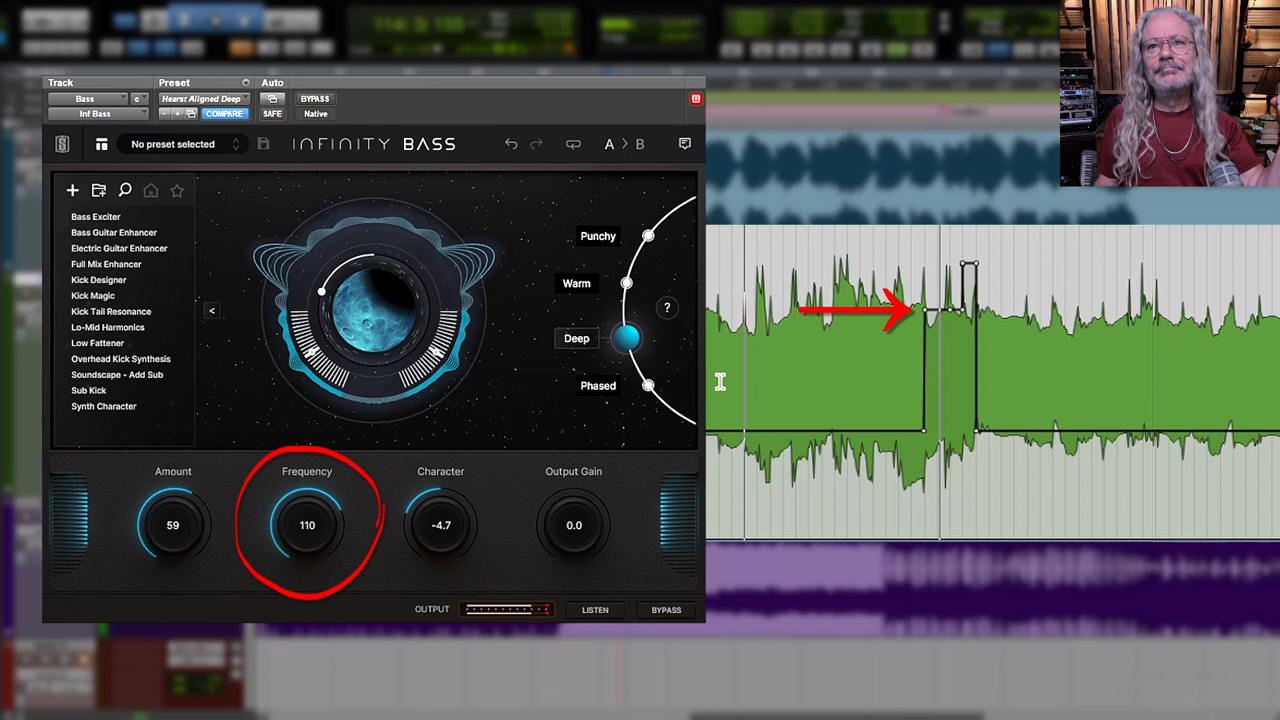 Track
Preset
Auto
Bass
c
Hearst Aligned Deep
BYPASS
Inf Bass
- +
COMPARE
SAFE
Native
No preset selected
INFINITY BASS
A > B
Bass Exciter
Bass Guitar Enhancer
Electric Guitar Enhancer
Full Mix Enhancer
Kick Designer
Kick Magic
Kick Tail Resonance
Lo-Mid Harmonics
Low Fattener
Overhead Kick Synthesis
Soundscape - Add Sub
Sub Kick
Synth Character
<
Punchy
Warm
?
Deep
Phased
Amount
Frequency
Character
Output Gain
59
110
-4.7
0.0
OUTPUT
LISTEN
BYPASS